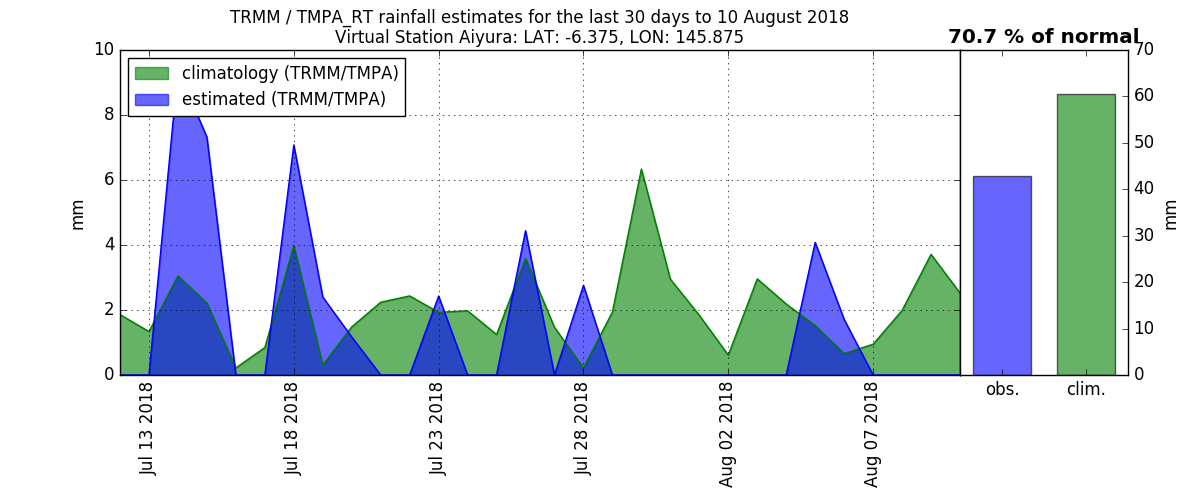 TRMM / TMPA_RT rainfall estimates for the last 30 days to 10 August 2018
Virtual Station Aiyura: LAT: -6.375, LON: 145.875
70.7 % of normal
climatology (TRMM/TMPA)
estimated (TRMM/TMPA)
10
8
6
4
2
0
mm
Jul 13 2018
Jul 18 2018
Jul 23 2018
Jul 28 2018
Aug 02 2018
Aug 07 2018
obs.
clim.
70
60
50
40
30
20
10
0
mm